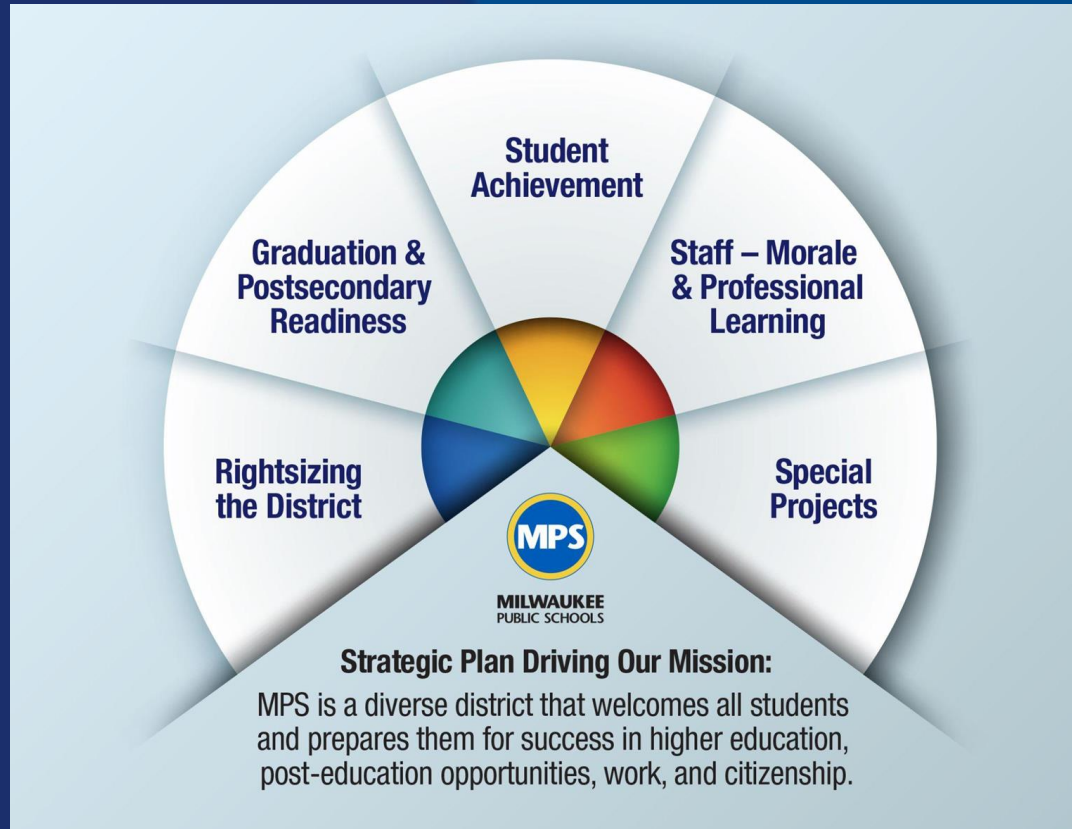 Student
Achievement
Graduation &
Postsecondary
Readiness
Staff – Morale
& Professional
Learning
Rightsizing
the District
Special
Projects
MPS
MILWAUKEE
PUBLIC SCHOOLS
Strategic Plan Driving Our Mission:
MPS is a diverse district that welcomes all students
and prepares them for success in higher education,
post-education opportunities, work, and citizenship.